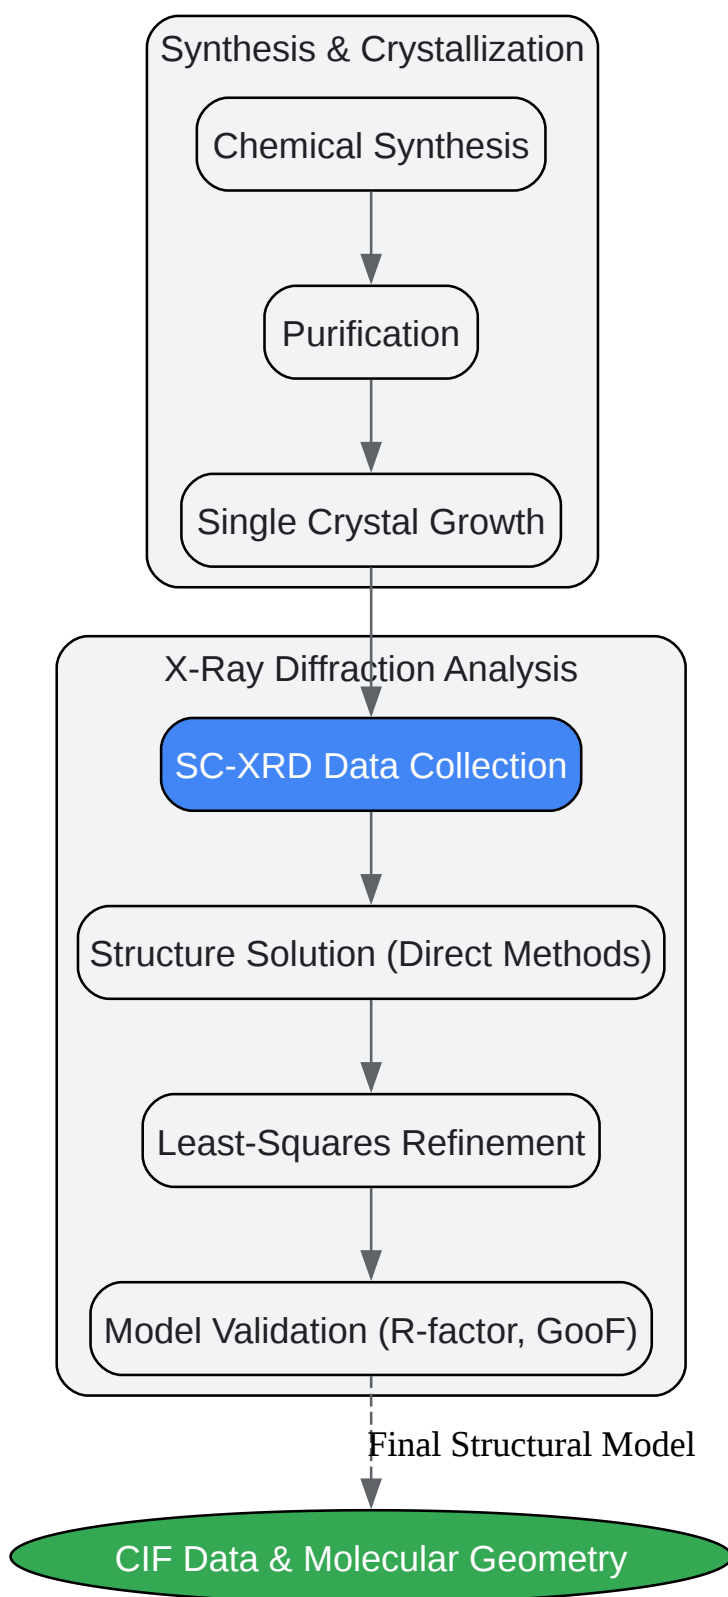 Synthesis & Crystallization
Chemical Synthesis
Purification
Single Crystal Growth
X-Ray Diffraction Analysis
SC-XRD Data Collection
Structure Solution (Direct Methods)
Least-Squares Refinement
Model Validation (R-factor, GooF)
Final Structural Model
CIF Data & Molecular Geometry